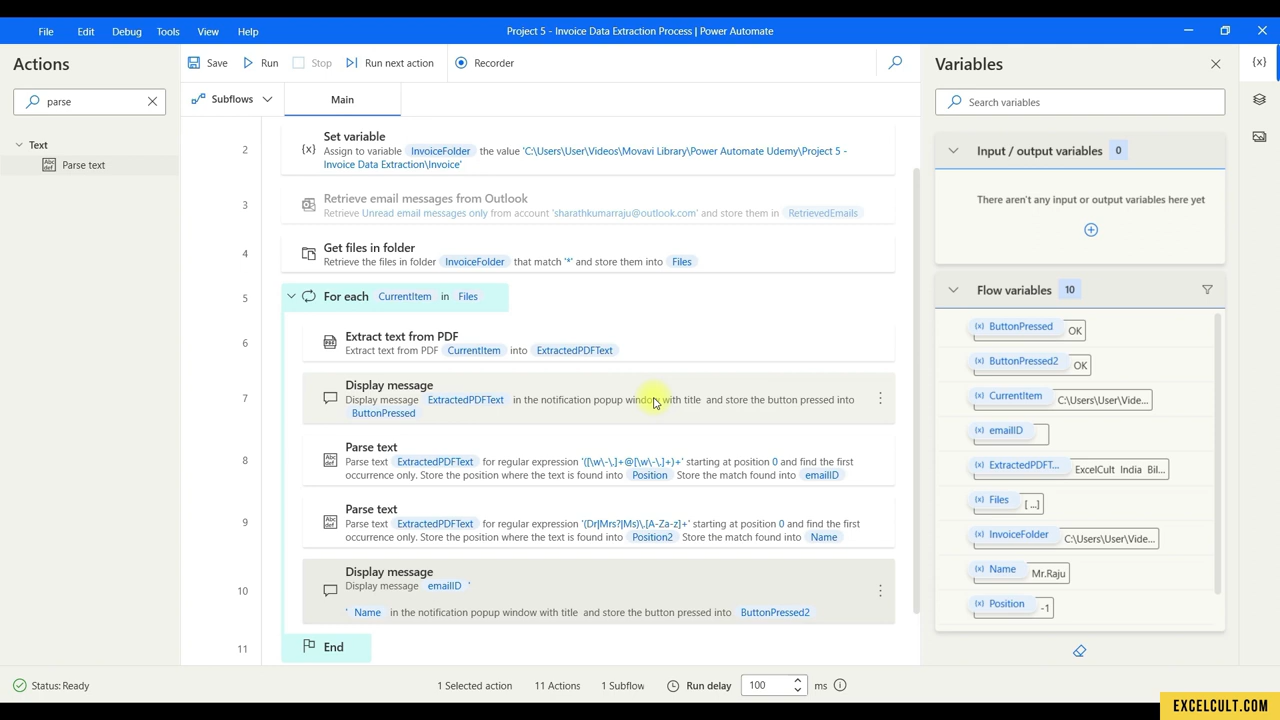 File Edit Debug Tools View Help
Project 5 - Invoice Data Extraction Process | Power Automate
Actions
parse
Text
Parse text
Save Run Stop Run next action Recorder
Subflows
Main
2
Set variable
Assign to variable InvoiceFolder the value 'C:\Users\User\Videos\Movavi Library\Power Automate Udemy\Project 5 -
Invoice Data Extraction\Invoice'
3
Retrieve email messages from Outlook
Retrieve Unread email messages only from account 'sharathkumarraju@outlook.com' and store them in RetrievedEmails
4
Get files in folder
Retrieve the files in folder InvoiceFolder that match '*' and store them into Files
5
For each CurrentItem in Files
6
Extract text from PDF
Extract text from PDF CurrentItem into ExtractedPDFText
7
Display message
Display message ExtractedPDFText in the notification popup window with title and store the button pressed into
ButtonPressed
8
Parse text
Parse text ExtractedPDFText for regular expression '([\w\-\.]+@[\w\-\.]+)+' starting at position 0 and find the first
occurrence only. Store the position where the text is found into Position Store the match found into emailID
9
Parse text
Parse text ExtractedPDFText for regular expression '(Dr|Mrs?|Ms)\.[A-Za-z]+' starting at position 0 and find the first
occurrence only. Store the position where the text is found into Position2 Store the match found into Name
10
Display message
Display message emailID '
' Name in the notification popup window with title and store the button pressed into ButtonPressed2
11
End
Variables
Search variables
Input / output variables 0
There aren't any input or output variables here yet
Flow variables 10
ButtonPressed OK
ButtonPressed2 OK
CurrentItem C:\Users\User\Vide...
emailID
ExtractedPDFT... ExcelCult India Bil...
Files [ ...]
InvoiceFolder C:\Users\User\Vide...
Name Mr.Raju
Position -1
Status: Ready
1 Selected action
11 Actions
1 Subflow
Run delay 100 ms
EXCELCULT.COM